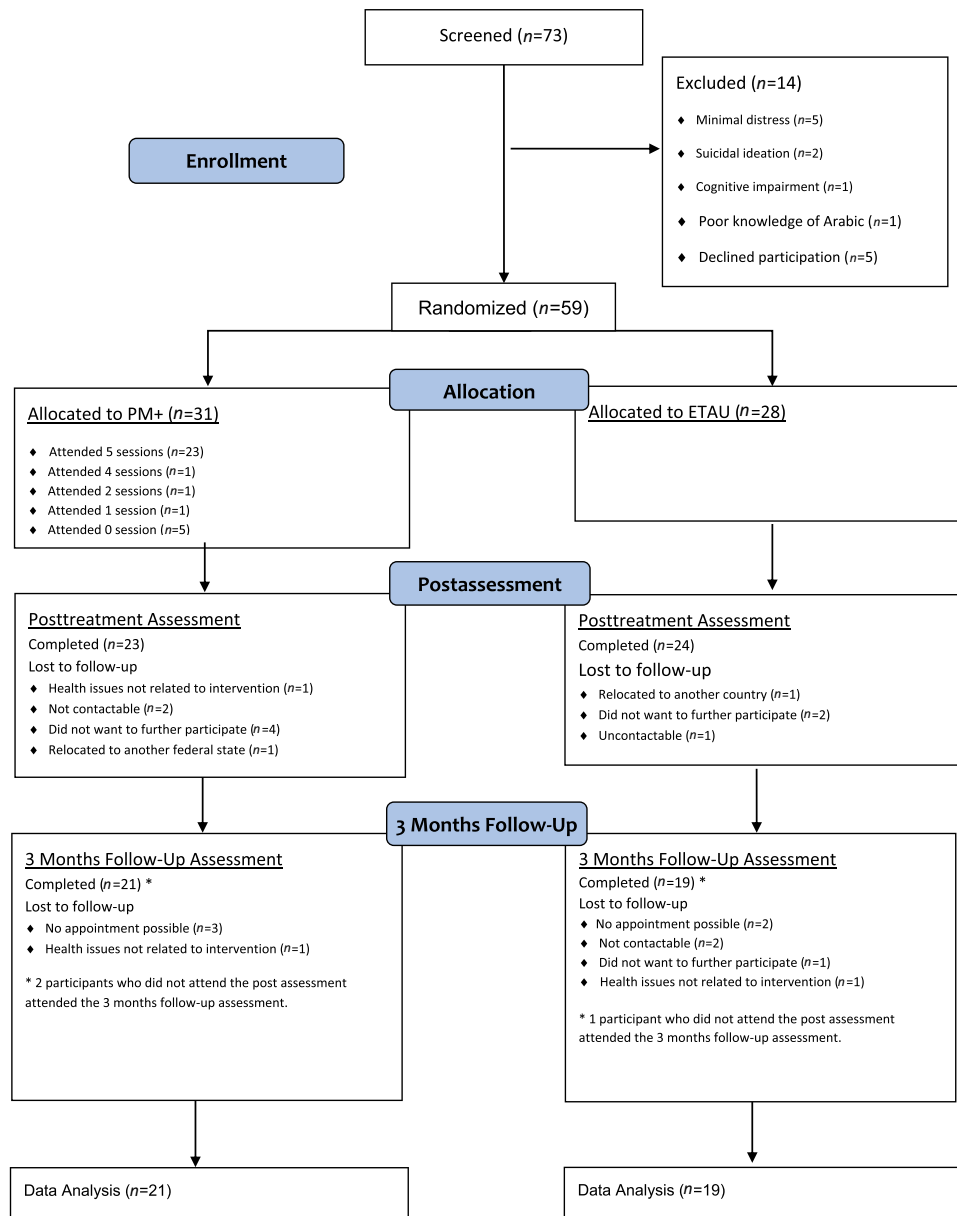 Screened (n=73)
Excluded (n=14)
♦ Minimal distress (n=5)
♦ Suicidal ideation (n=2)
♦ Cognitive impairment (n=1)
♦ Poor knowledge of Arabic (n=1)
♦ Declined participation (n=5)
Enrollment
Randomized (n=59)
Allocation
Allocated to PM+ (n=31)
♦ Attended 5 sessions (n=23)
♦ Attended 4 sessions (n=1)
♦ Attended 2 sessions (n=1)
♦ Attended 1 session (n=1)
♦ Attended 0 session (n=5)
Allocated to ETAU (n=28)
Postassessment
Posttreatment Assessment
Completed (n=23)
Lost to follow-up
♦ Health issues not related to intervention (n=1)
♦ Not contactable (n=2)
♦ Did not want to further participate (n=4)
♦ Relocated to another federal state (n=1)
Posttreatment Assessment
Completed (n=24)
Lost to follow-up
♦ Relocated to another country (n=1)
♦ Did not want to further participate (n=2)
♦ Uncontactable (n=1)
3 Months Follow-Up
3 Months Follow-Up Assessment
Completed (n=21) *
Lost to follow-up
♦ No appointment possible (n=3)
♦ Health issues not related to intervention (n=1)
* 2 participants who did not attend the post assessment
attended the 3 months follow-up assessment.
3 Months Follow-Up Assessment
Completed (n=19) *
Lost to follow-up
♦ No appointment possible (n=2)
♦ Not contactable (n=2)
♦ Did not want to further participate (n=1)
♦ Health issues not related to intervention (n=1)
* 1 participant who did not attend the post assessment
attended the 3 months follow-up assessment.
Data Analysis (n=21)
Data Analysis (n=19)